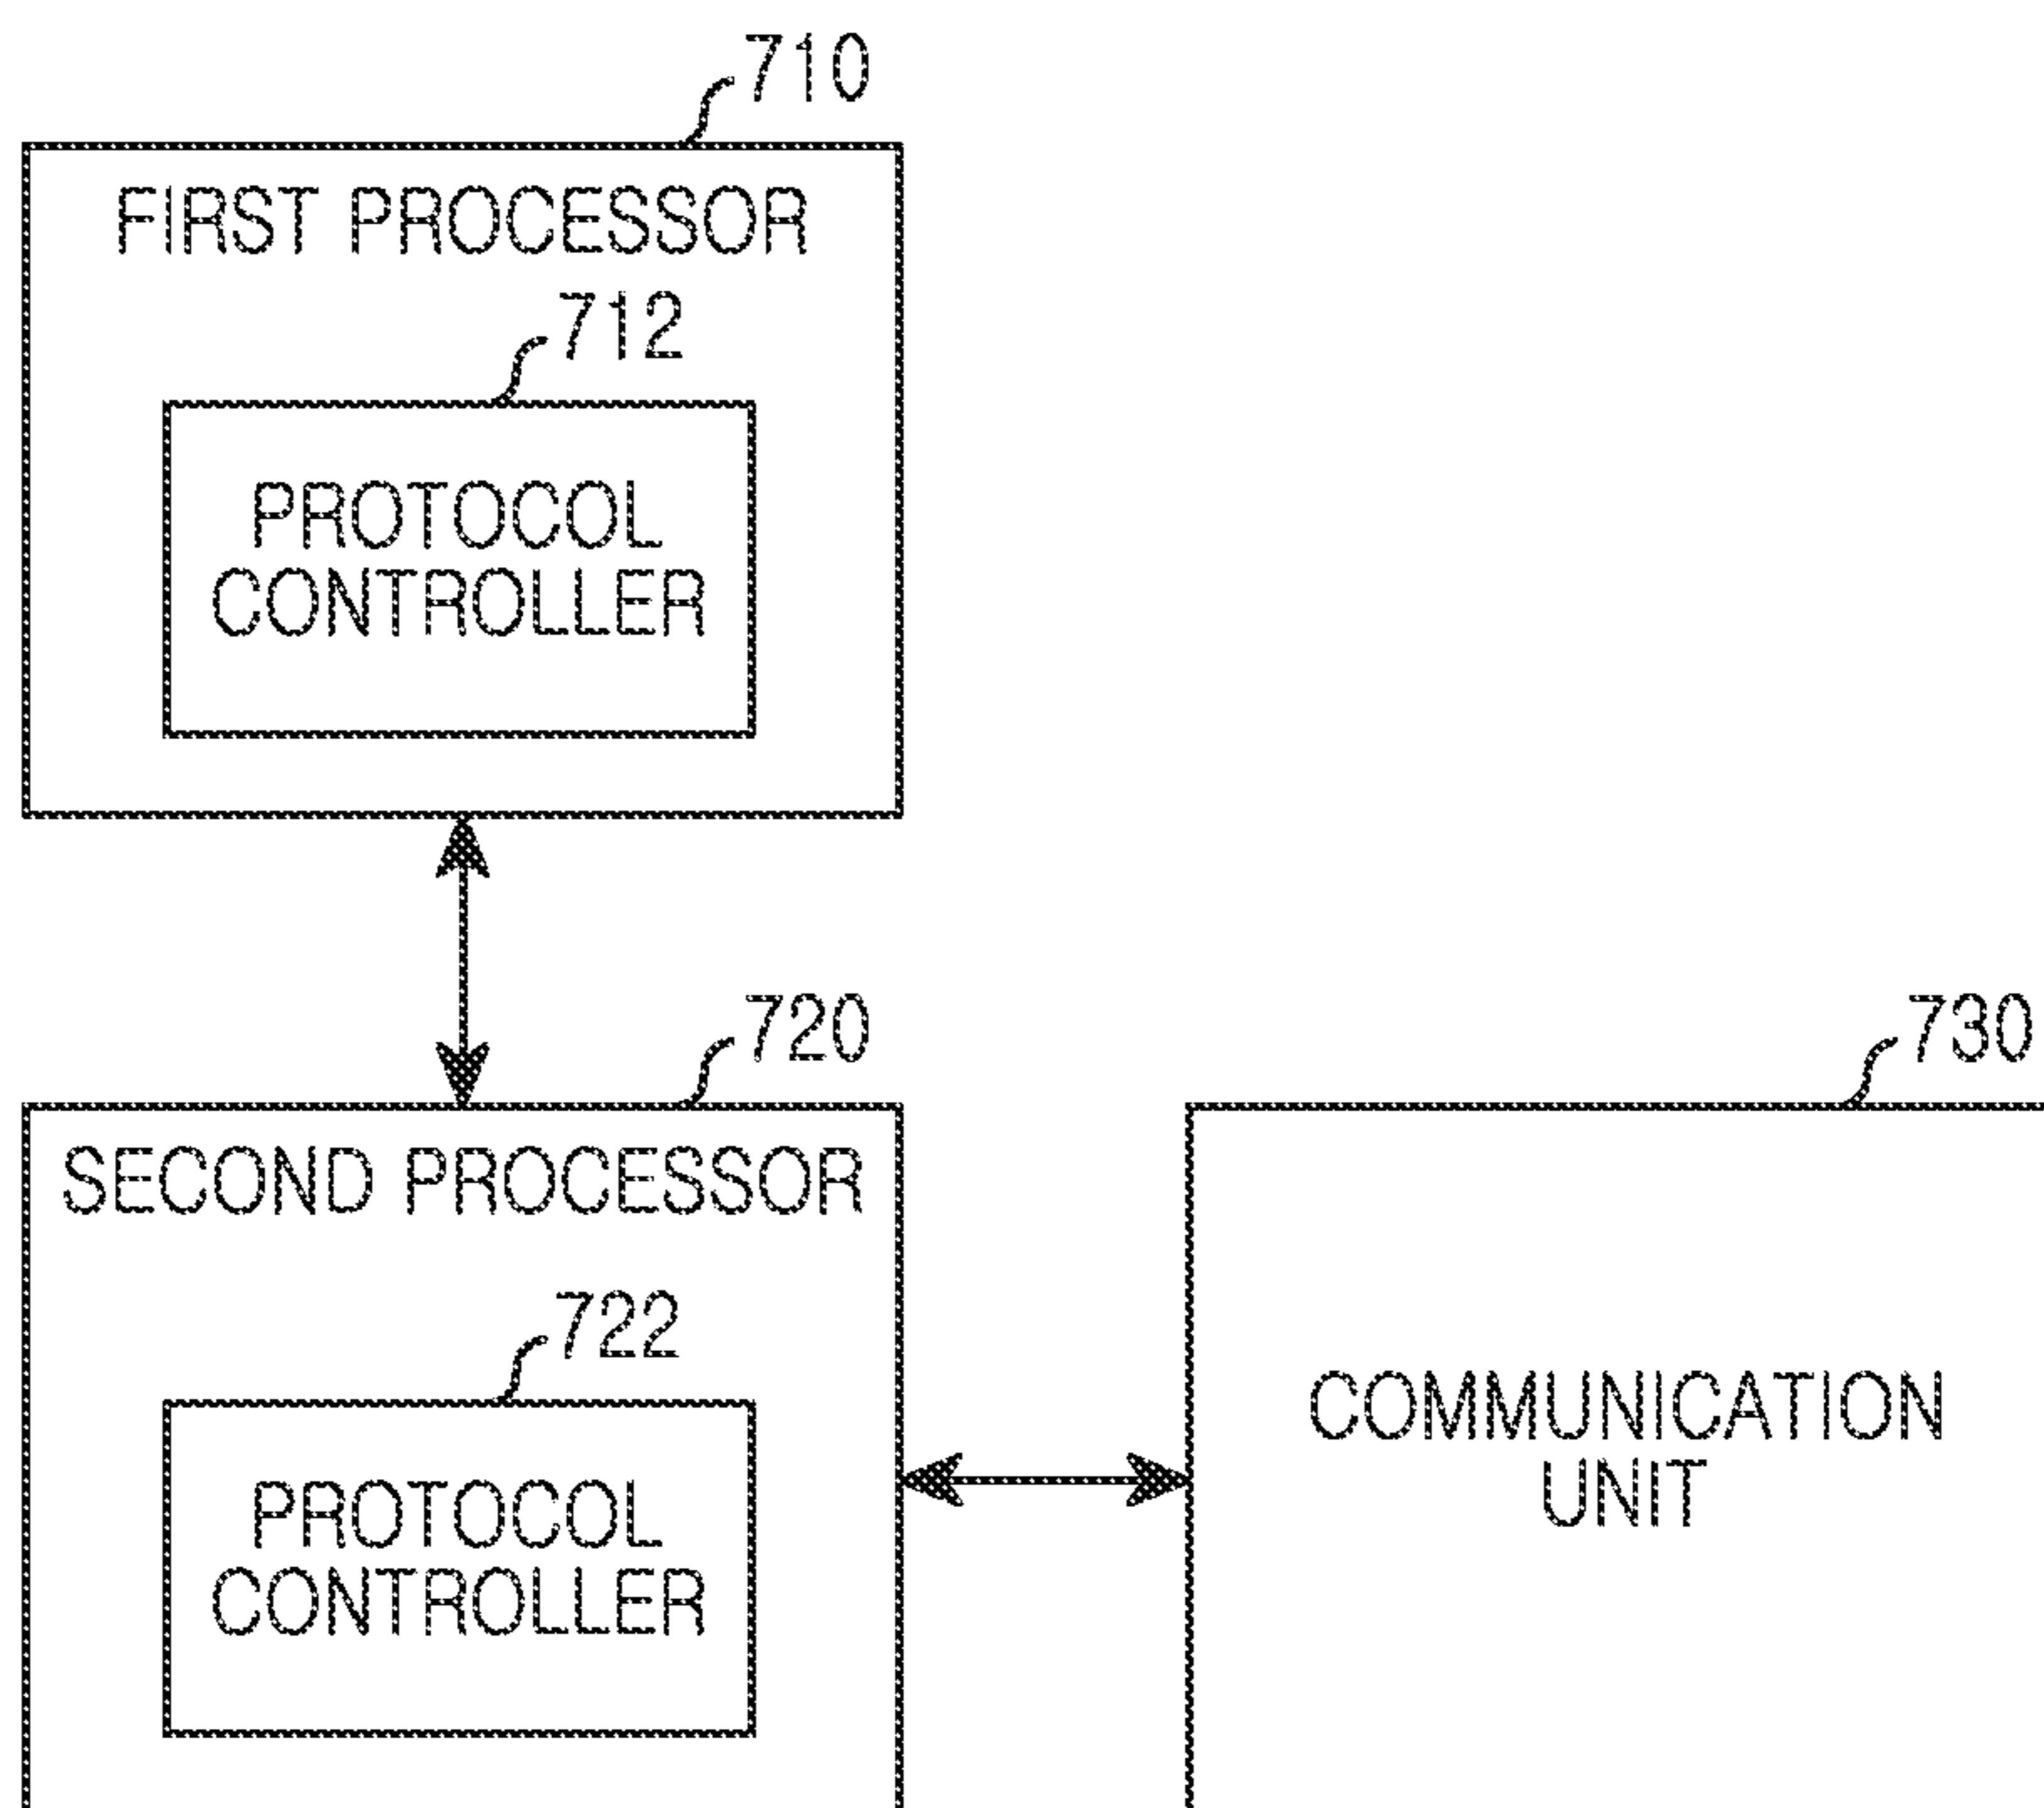 710
FIRST PROCESSOR
712
PROTOCOL
CONTROLLER
720
730
SECOND PROCESSOR
722
PROTOCOL
CONTROLLER
COMMUNICATION
UNIT